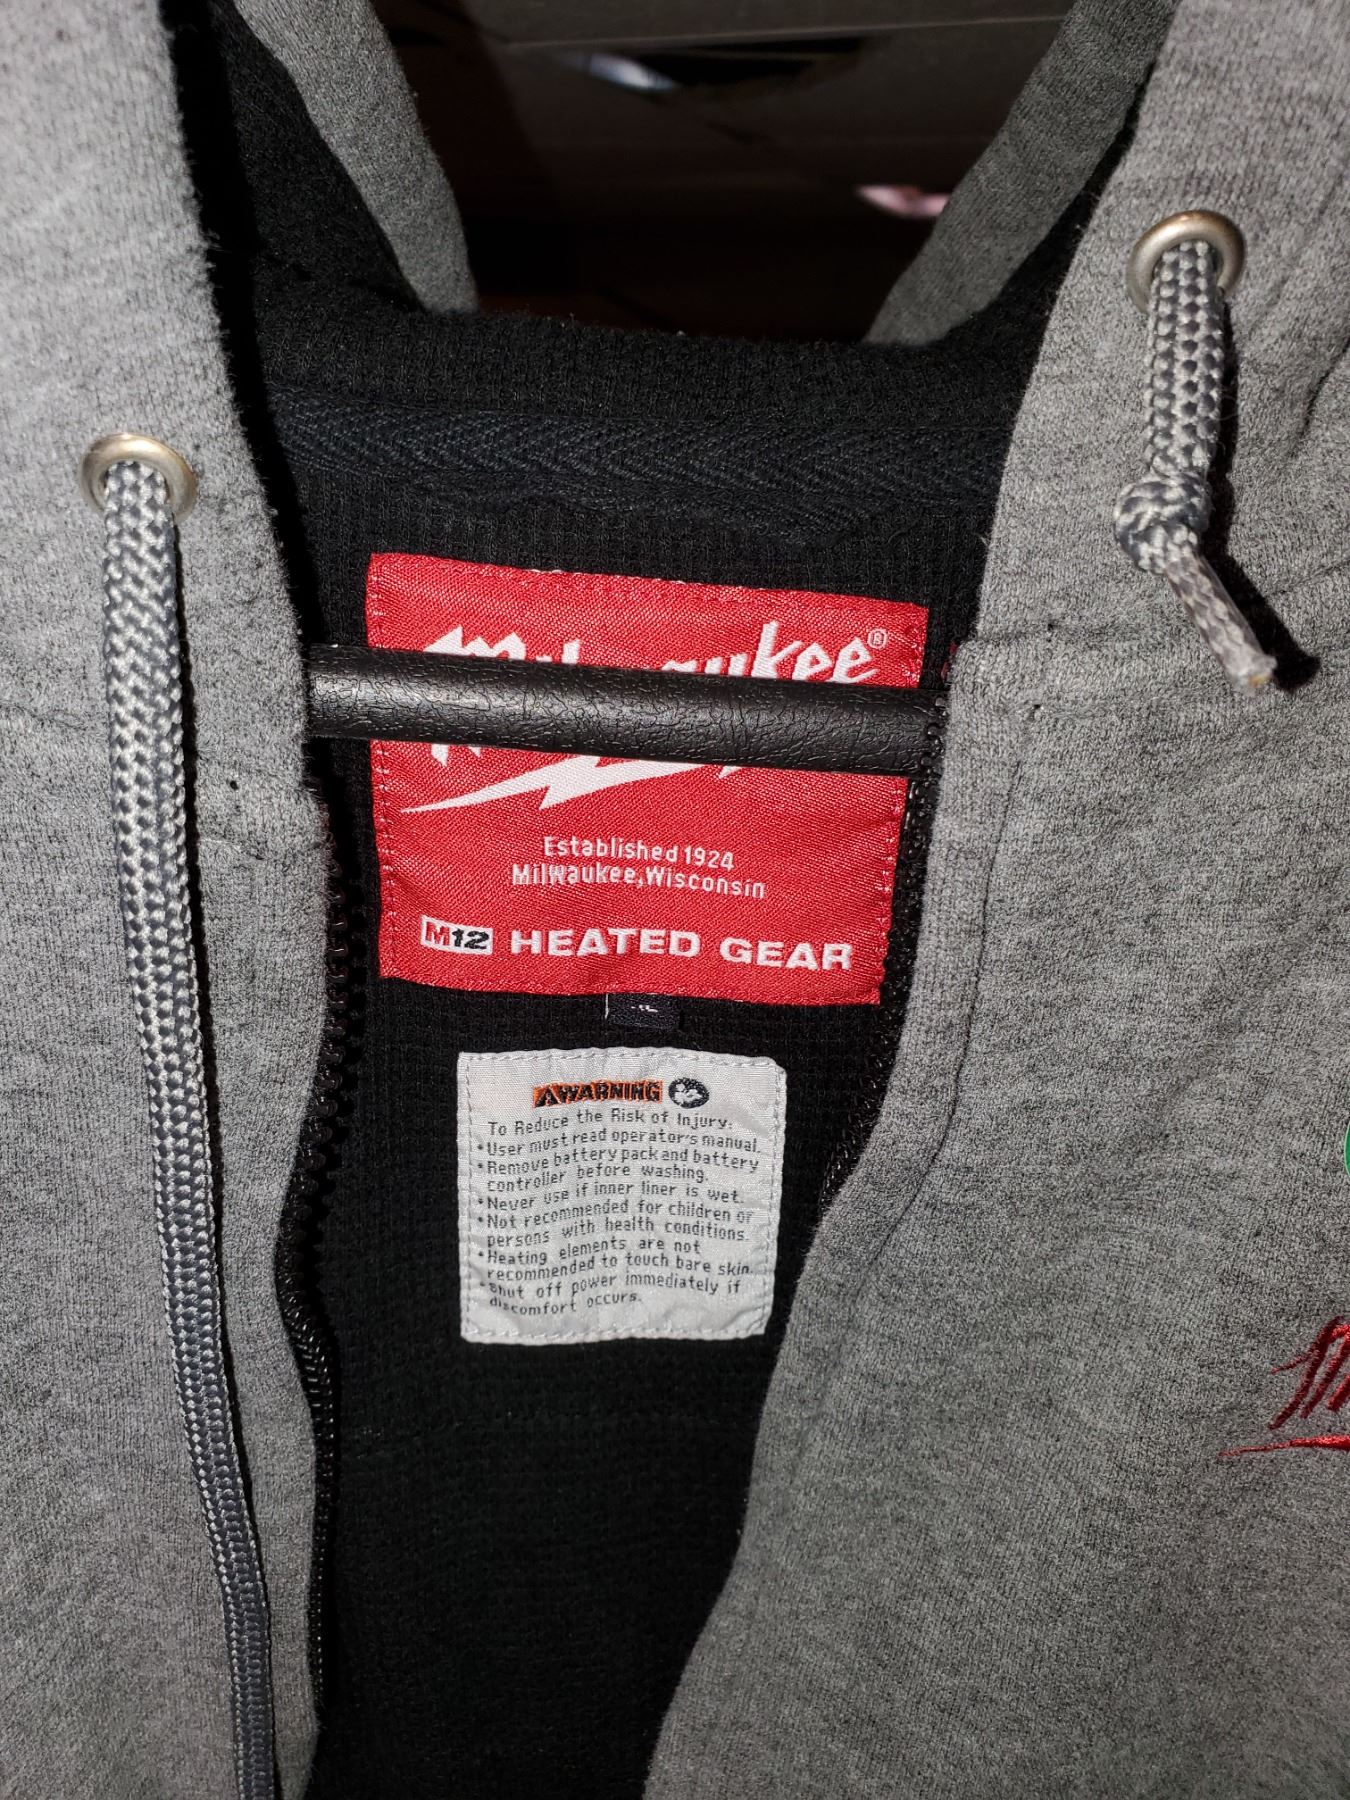 Milwaukee®
Established 1924
Milwaukee, Wisconsin
M12 HEATED GEAR
WARNING
To Reduce the Risk of Injury:
•User must read operator's manual.
•Remove battery pack and battery
controller before washing.
•Never use if inner liner is wet.
•Not recommended for children or
persons with health conditions.
•Heating elements are not
recommended to touch bare skin.
•Shut off power immediately if
discomfort occurs.